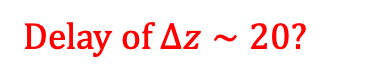 Delay of Δz ~ 20?